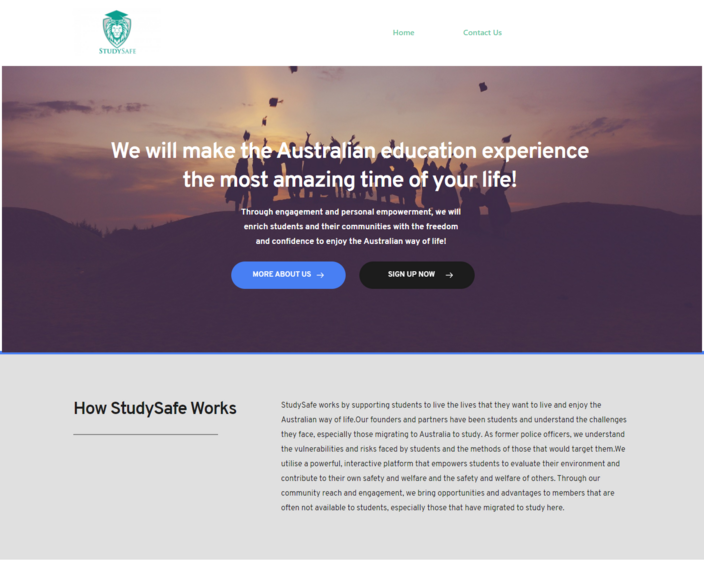 STUDYSAFE
Home
Contact Us
We will make the Australian education experience
the most amazing time of your life!
Through engagement and personal empowerment, we will
enrich students and their communities with the freedom
and confidence to enjoy the Australian way of life!
MORE ABOUT US
SIGN UP NOW
How StudySafe Works
StudySafe works by supporting students to live the lives that they want to live and enjoy the
Australian way of life.Our founders and partners have been students and understand the challenges
they face, especially those migrating to Australia to study. As former police officers, we understand
the vulnerabilities and risks faced by students and the methods of those that would target them.We
utilise a powerful, interactive platform that empowers students to evaluate their environment and
contribute to their own safety and welfare and the safety and welfare of others. Through our
community reach and engagement, we bring opportunities and advantages to members that are
often not available to students, especially those that have migrated to study here.